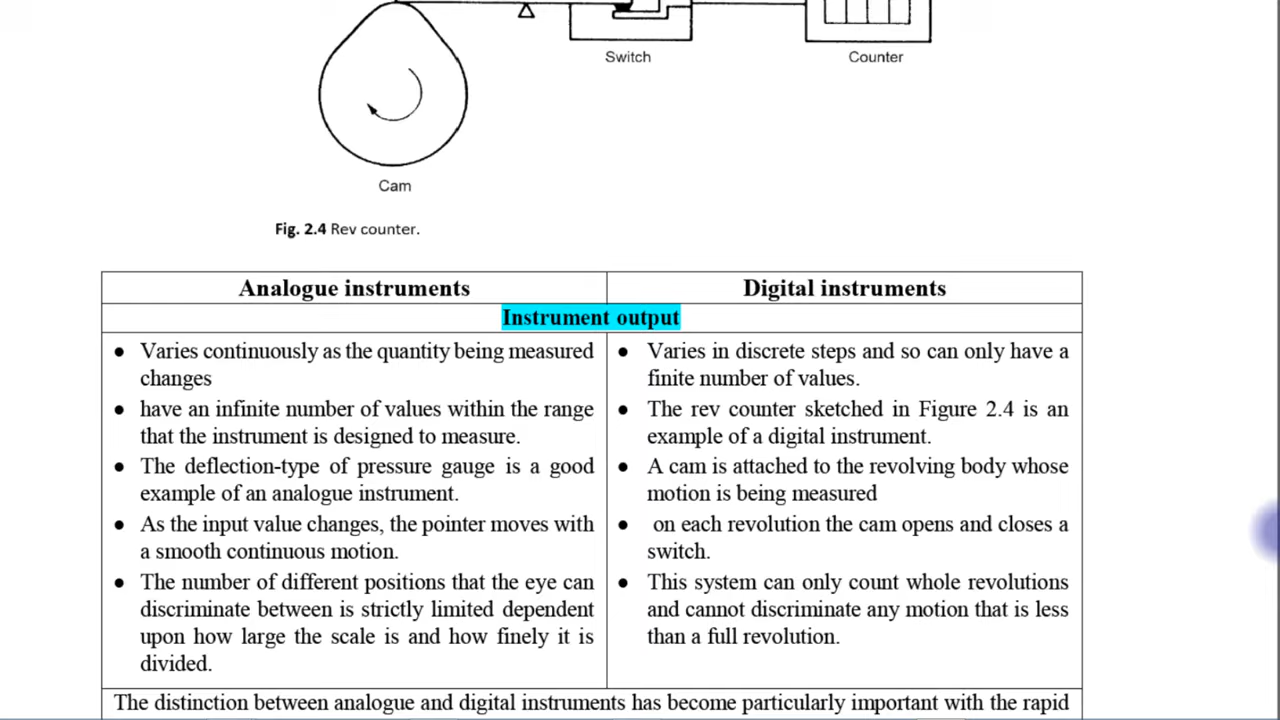 Switch
Counter
Cam
Fig. 2.4 Rev counter.
Analogue instruments
Digital instruments
Instrument output
• Varies continuously as the quantity being measured
changes
• have an infinite number of values within the range
that the instrument is designed to measure.
• The deflection-type of pressure gauge is a good
example of an analogue instrument.
• As the input value changes, the pointer moves with
a smooth continuous motion.
• The number of different positions that the eye can
discriminate between is strictly limited dependent
upon how large the scale is and how finely it is
divided.
• Varies in discrete steps and so can only have a
finite number of values.
• The rev counter sketched in Figure 2.4 is an
example of a digital instrument.
• A cam is attached to the revolving body whose
motion is being measured
• on each revolution the cam opens and closes a
switch.
• This system can only count whole revolutions
and cannot discriminate any motion that is less
than a full revolution.
The distinction between analogue and digital instruments has become particularly important with the rapid